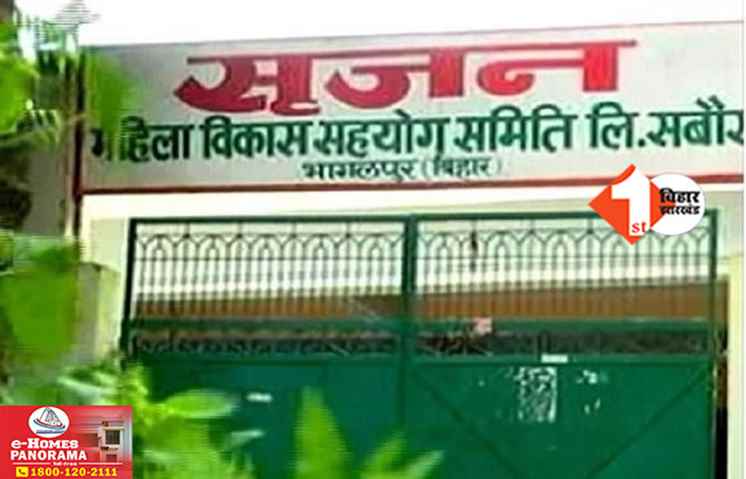 सृजन
महिला विकास सहयोग समिति लि.सबौर
भागलपुर (बिहार)
1st
बिहार
झारखंड
e-HOMES
PANORAMA
1800-120-2111